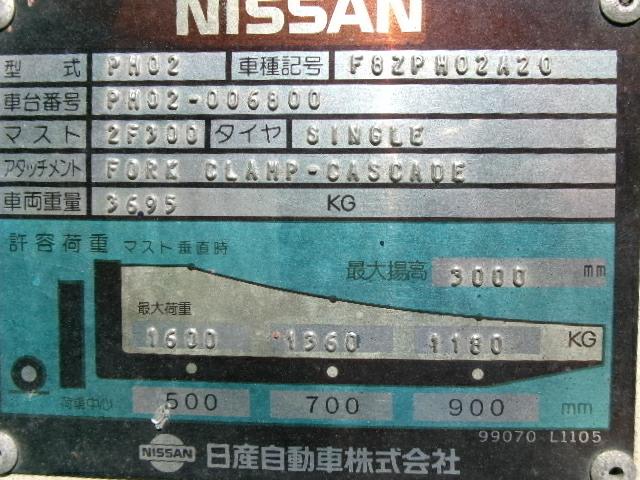 NISSAN
型式 PH02 車種記号 F8ZPH02A20
車台番号 PH02-006800
マスト 2F300 タイヤ SINGLE
アタッチメント FORK CLAMP-CASCADE
車両重量 3695 KG
許容荷重 マスト垂直時
最大揚高 3000 mm
最大荷重
1600 1360 1180 KG
荷重中心 500 700 900 mm
99070 L1105
NISSAN 日産自動車株式会社